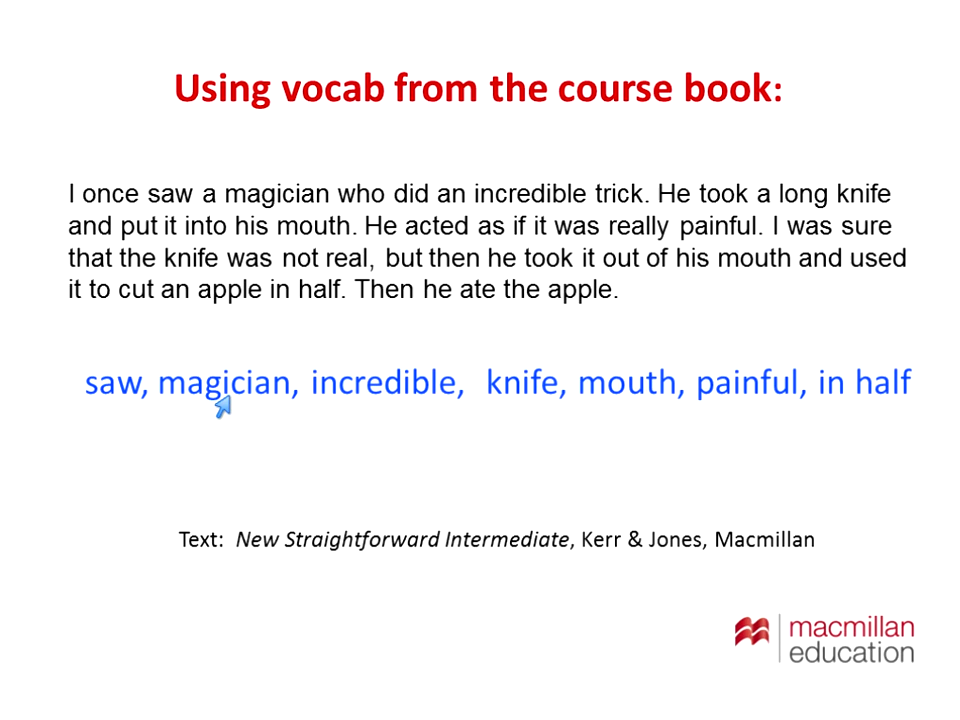 Using vocab from the course book:
I once saw a magician who did an incredible trick. He took a long knife
and put it into his mouth. He acted as if it was really painful. I was sure
that the knife was not real, but then he took it out of his mouth and used
it to cut an apple in half. Then he ate the apple.
saw, magician, incredible, knife, mouth, painful, in half
Text: New Straightforward Intermediate, Kerr & Jones, Macmillan
macmillan
education